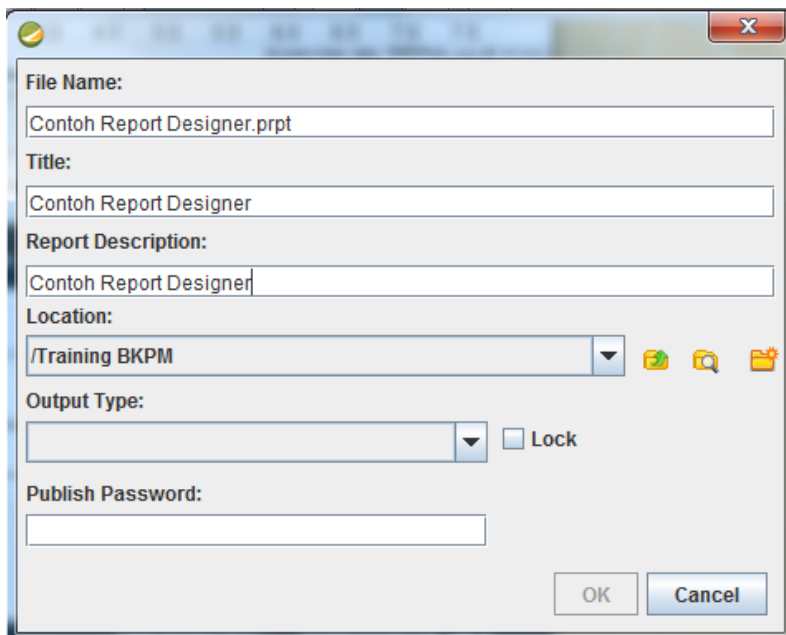 File Name:
Contoh Report Designer.prpt
Title:
Contoh Report Designer
Report Description:
Contoh Report Designer
Location:
/Training BKPM
Output Type:
Lock
Publish Password:
OK
Cancel